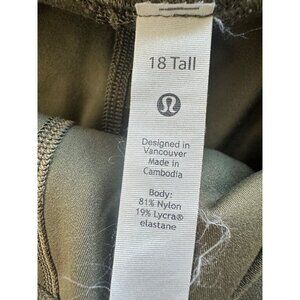 18 Tall
Designed in
Vancouver
Made in
Cambodia
Body:
81% Nylon
19% Lycra®
elastane